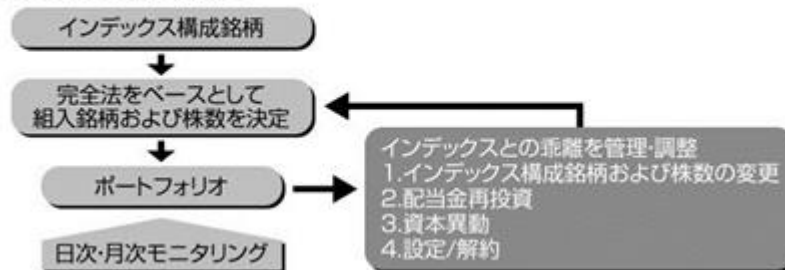 インデックス構成銘柄
完全法をベースとして
組入銘柄および株数を決定
ポートフォリオ
日次・月次モニタリング
インデックスとの乖離を管理・調整
1.インデックス構成銘柄および株数の変更
2.配当金再投資
3.資本異動
4.設定/解約